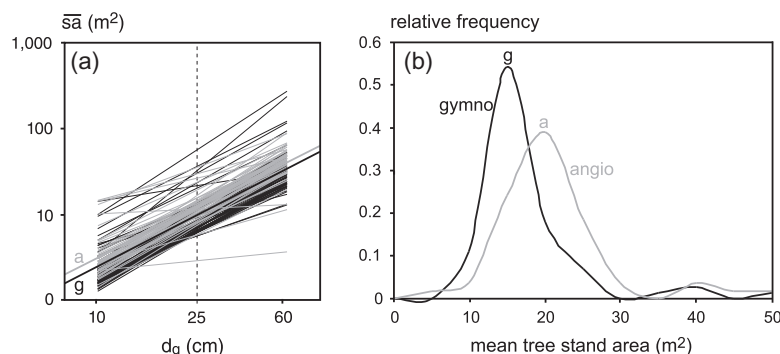 sa (m²)
(a)
1,000
100
10
0
a
g
10
25
60
dg (cm)
relative frequency
(b)
0.6
0.5
0.4
0.3
0.2
0.1
0
g
gymno
a
angio
0
10
20
30
40
50
mean tree stand area (m²)